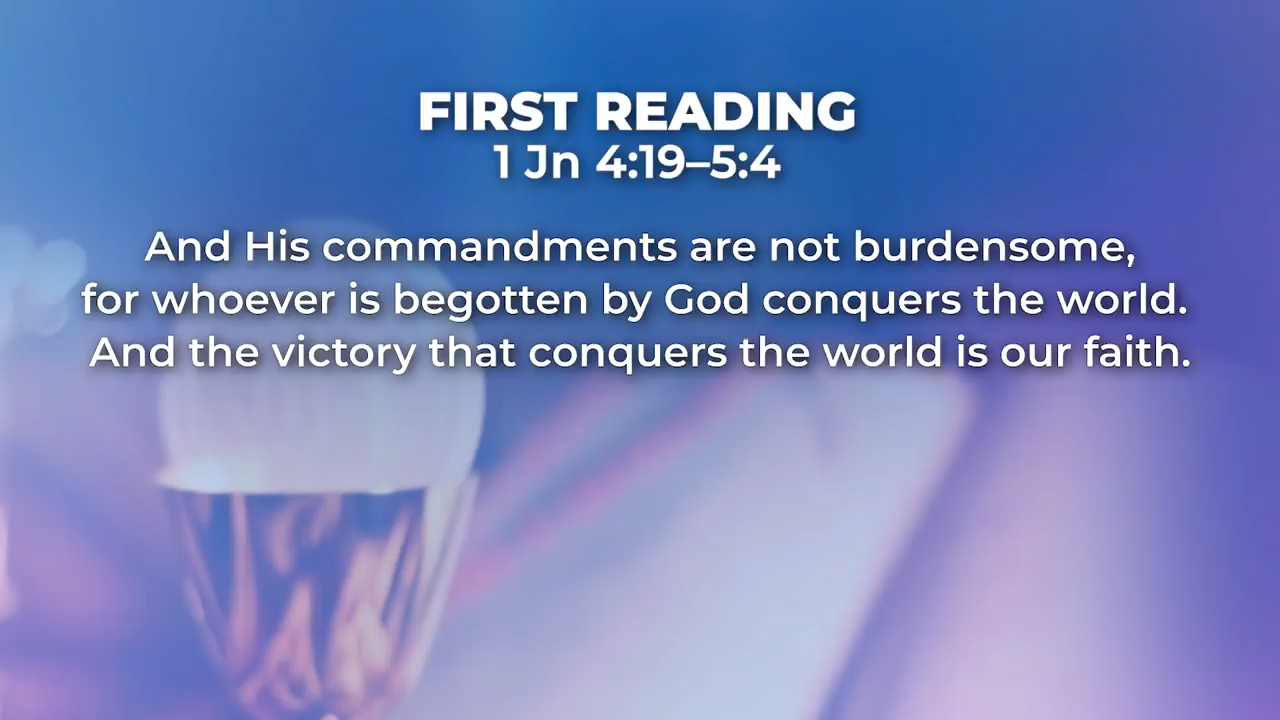 FIRST READING
1 Jn 4:19–5:4
And His commandments are not burdensome,
for whoever is begotten by God conquers the world.
And the victory that conquers the world is our faith.